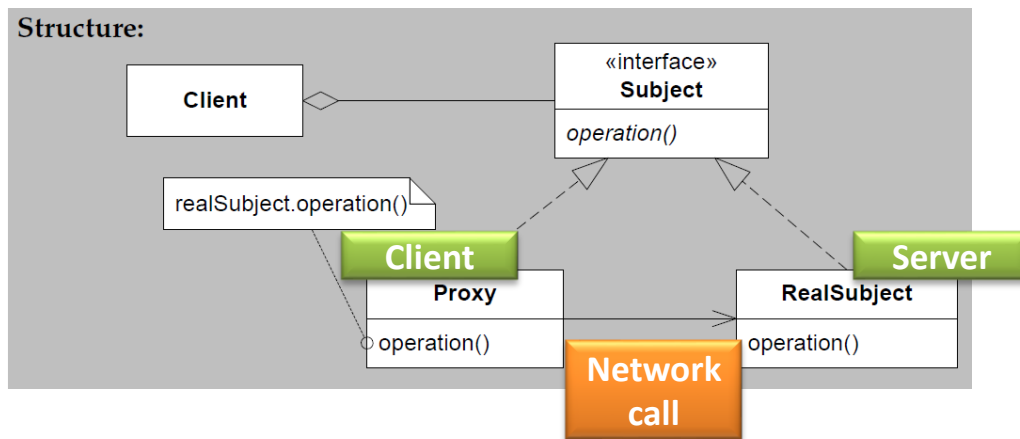 Structure:
«interface»
Client
Subject
operation()
realSubject.operation()
Client
Server
Proxy
RealSubject
operation()
operation()
Network
call